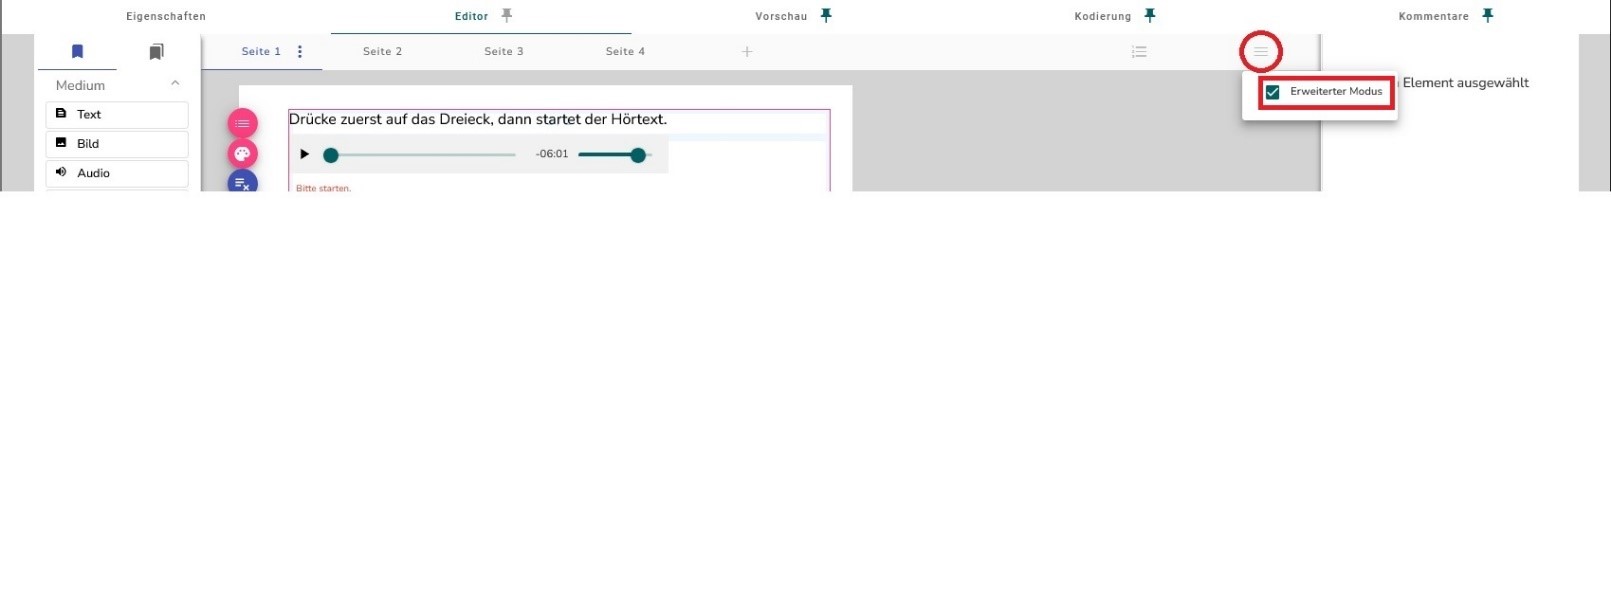 Eigenschaften
Editor
Vorschau
Kodierung
Kommentare
Seite 1
Seite 2
Seite 3
Seite 4
Medium
Text
Bild
Audio
Drücke zuerst auf das Dreieck, dann startet der Hörtext.
-06:01
Bitte starten.
Erweiterter Modus
Element ausgewählt